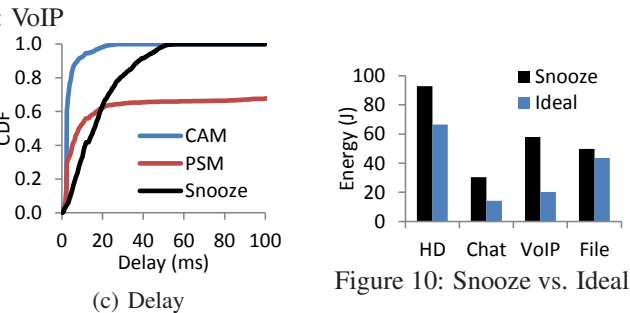 : VoIP
1.0
0.8
0.6
0.4
0.2
0.0
CDF
CAM
PSM
Snooze
0 20 40 60 80 100
Delay (ms)
(c) Delay
100
80
60
40
20
0
Energy (J)
Snooze
Ideal
HD Chat VoIP File
Figure 10: Snooze vs. Ideal